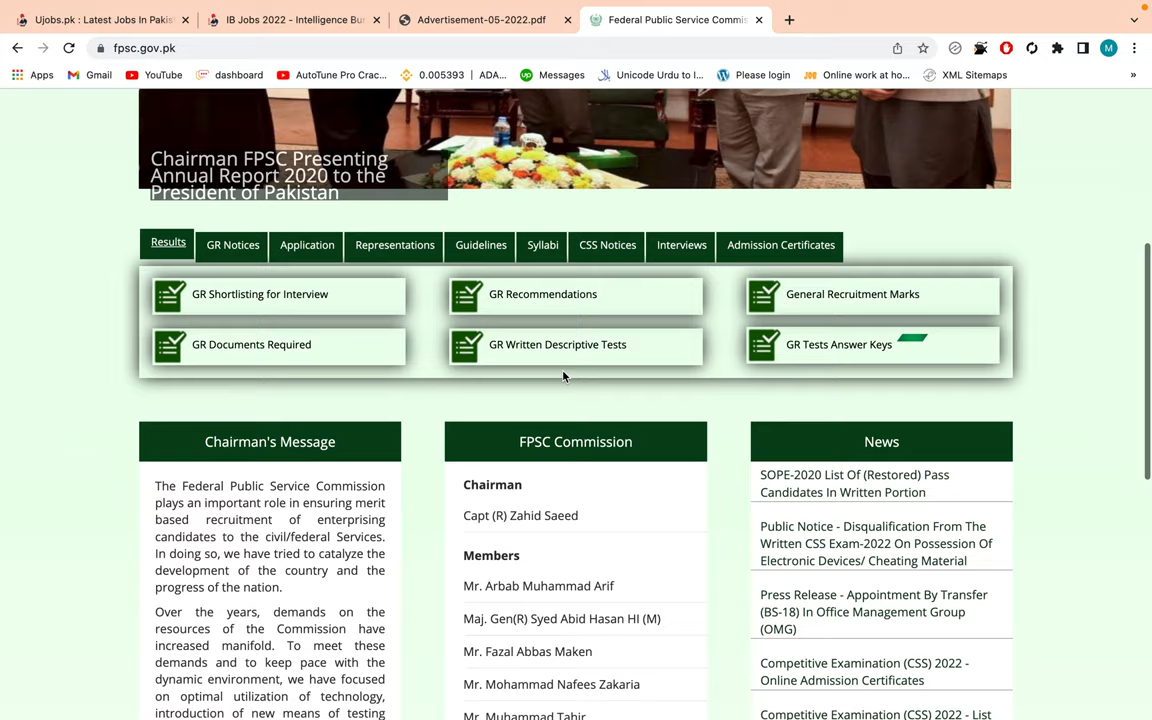 Ujobs.pk : Latest Jobs In Pakis
IB Jobs 2022 - Intelligence Bur
Advertisement-05-2022.pdf
Federal Public Service Commis
fpsc.gov.pk
M
Apps
Gmail
YouTube
dashboard
AutoTune Pro Crac...
0.005393 | ADA...
Messages
Unicode Urdu to I...
Please login
Online work at ho...
XML Sitemaps
»
Chairman FPSC Presenting
Annual Report 2020 to the
President of Pakistan
Results
GR Notices
Application
Representations
Guidelines
Syllabi
CSS Notices
Interviews
Admission Certificates
GR Shortlisting for Interview
GR Recommendations
General Recruitment Marks
GR Documents Required
GR Written Descriptive Tests
GR Tests Answer Keys
Chairman's Message
The Federal Public Service Commission
plays an important role in ensuring merit
based recruitment of enterprising
candidates to the civil/federal Services.
In doing so, we have tried to catalyze the
development of the country and the
progress of the nation.
Over the years, demands on the
resources of the Commission have
increased manifold. To meet these
demands and to keep pace with the
dynamic environment, we have focused
on optimal utilization of technology,
introduction of new means of testing
FPSC Commission
Chairman
Capt (R) Zahid Saeed
Members
Mr. Arbab Muhammad Arif
Maj. Gen(R) Syed Abid Hasan HI (M)
Mr. Fazal Abbas Maken
Mr. Mohammad Nafees Zakaria
Mr. Muhammad Tahir
News
SOPE-2020 List Of (Restored) Pass
Candidates In Written Portion
Public Notice - Disqualification From The
Written CSS Exam-2022 On Possession Of
Electronic Devices/ Cheating Material
Press Release - Appointment By Transfer
(BS-18) In Office Management Group
(OMG)
Competitive Examination (CSS) 2022 -
Online Admission Certificates
Competitive Examination (CSS) 2022 - List